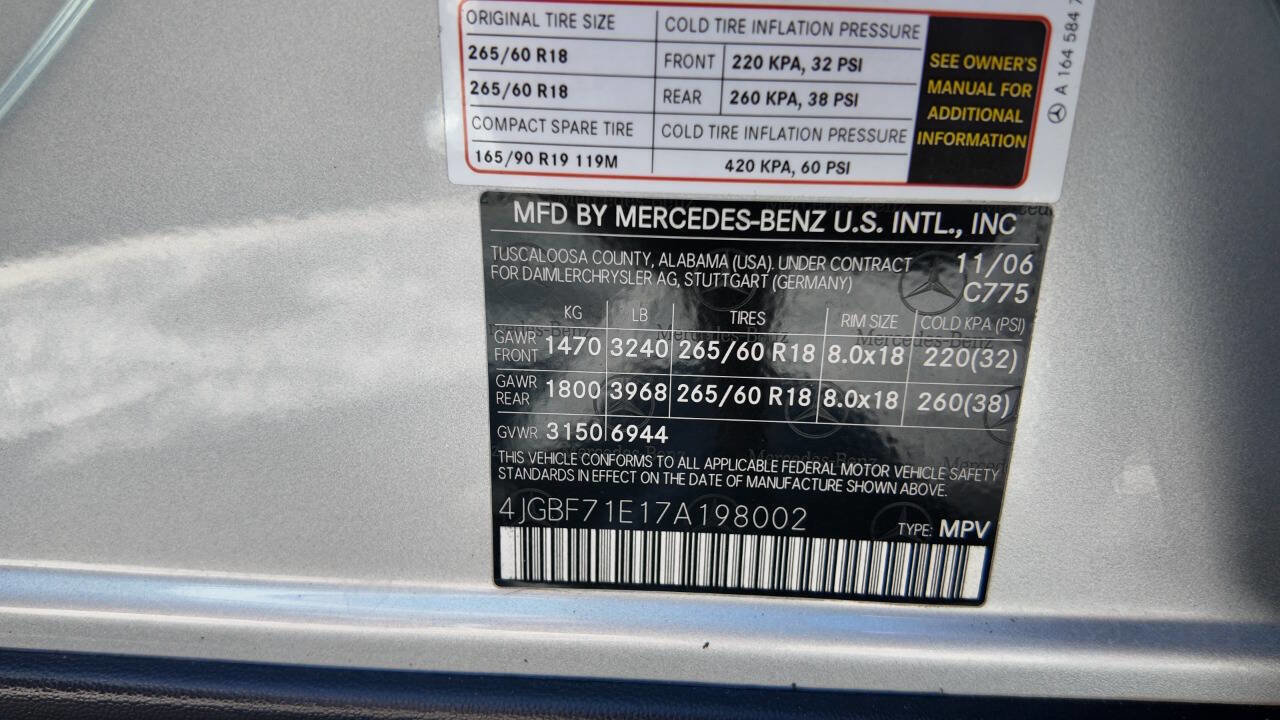 ORIGINAL TIRE SIZE COLD TIRE INFLATION PRESSURE
265/60 R18 FRONT 220 KPA, 32 PSI
265/60 R18 REAR 260 KPA, 38 PSI
COMPACT SPARE TIRE COLD TIRE INFLATION PRESSURE
165/90 R19 119M 420 KPA, 60 PSI
SEE OWNER'S
MANUAL FOR
ADDITIONAL
INFORMATION
A 164 584
MFD BY MERCEDES-BENZ U.S. INTL., INC
TUSCALOOSA COUNTY, ALABAMA (USA). UNDER CONTRACT 11/06
FOR DAIMLERCHRYSLER AG, STUTTGART (GERMANY) C775
KG LB TIRES RIM SIZE COLD KPA (PSI)
GAWR FRONT 1470 3240 265/60 R18 8.0x18 220(32)
GAWR REAR 1800 3968 265/60 R18 8.0x18 260(38)
GVWR 3150 6944
THIS VEHICLE CONFORMS TO ALL APPLICABLE FEDERAL MOTOR VEHICLE SAFETY
STANDARDS IN EFFECT ON THE DATE OF MANUFACTURE SHOWN ABOVE.
4JGBF71E17A198002 TYPE: MPV